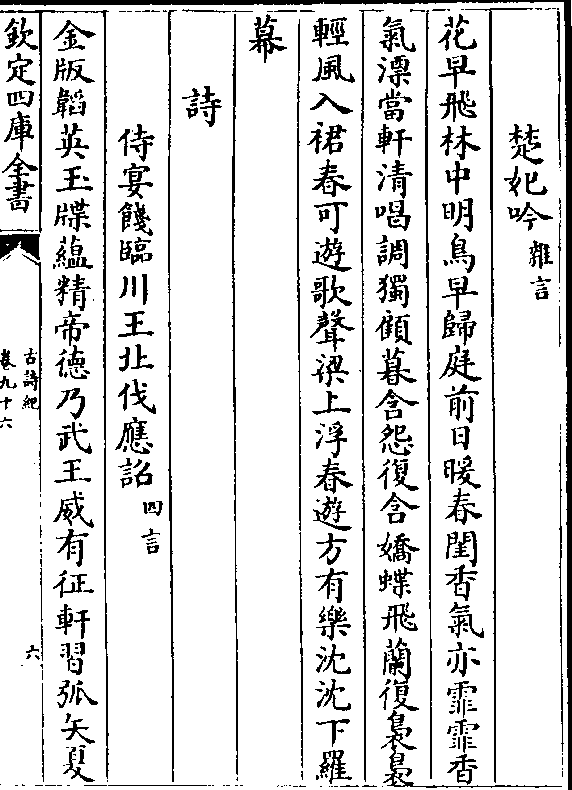 楚妃吟雜言
花早飛林中明鳥早歸庭前日暖春閨香氣亦霏霏香
氣漂當軒清唱調獨顧暮含怨復含嬌蝶飛蘭復裊裊
輕風入裙春可遊歌聲梁上浮春遊方有樂沈沈下羅
幕
詩
侍宴餞臨川王北伐應詔四言
金版韜英玉牒蘊精帝德乃武王威有征軒習弧矢夏
欽定四庫全書
古詩紀
卷九十六
六